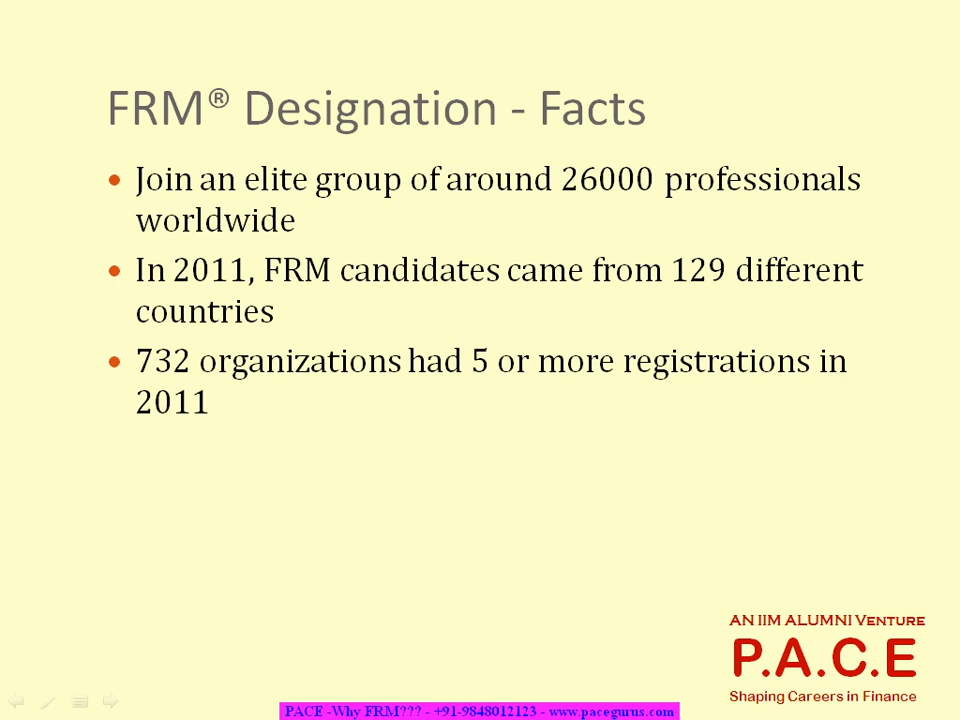 FRM® Designation - Facts
• Join an elite group of around 26000 professionals
worldwide
• In 2011, FRM candidates came from 129 different
countries
• 732 organizations had 5 or more registrations in
2011
AN IIM ALUMNI Venture
P.A.C.E
Shaping Careers in Finance
PACE -Why FRM??? - +91-9848012123 - www.pacegurus.com